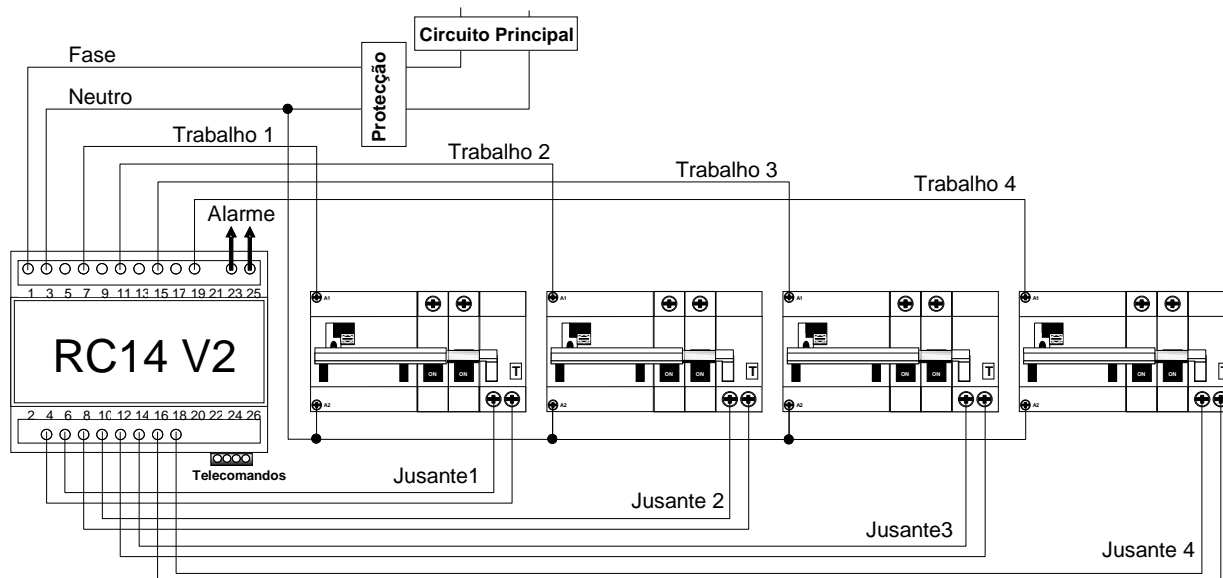 Circuito Principal
Fase
Protecção
Neutro
Trabalho 1
Trabalho 2
Trabalho 3
Trabalho 4
Alarme
1 3 5 7 9 11 13 15 17 19 21 23 25
RC14 V2
A1 A1 A1 A1
ON ON ON ON ON ON ON ON
T T T T
A2 A2 A2 A2
2 4 6 8 10 12 14 16 18 20 22 24 26
Telecomandos
Jusante1
Jusante 2
Jusante3
Jusante 4